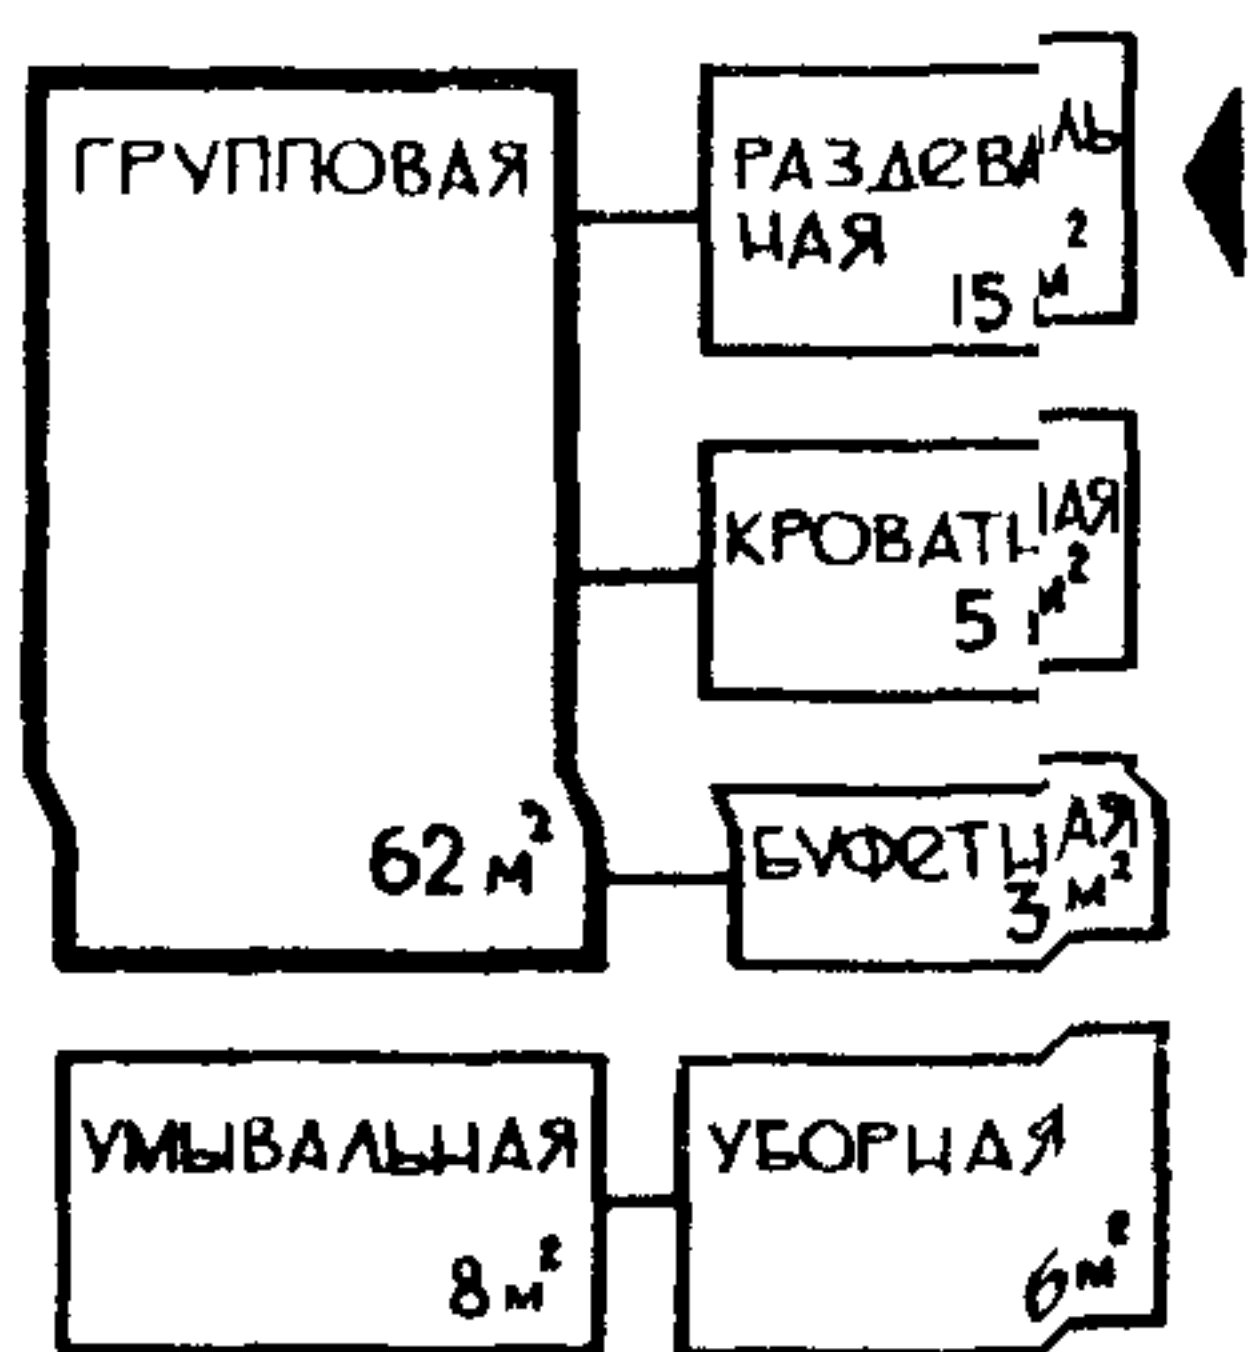 ГРУППОВАЯ
62 м²
РАЗДЕВАЛЬ
НАЯ
15 м²
КРОВАТНАЯ
5 м²
БУФЕТНАЯ
3 м²
УМЫВАЛЬНАЯ
8 м²
УБОРНАЯ
6 м²